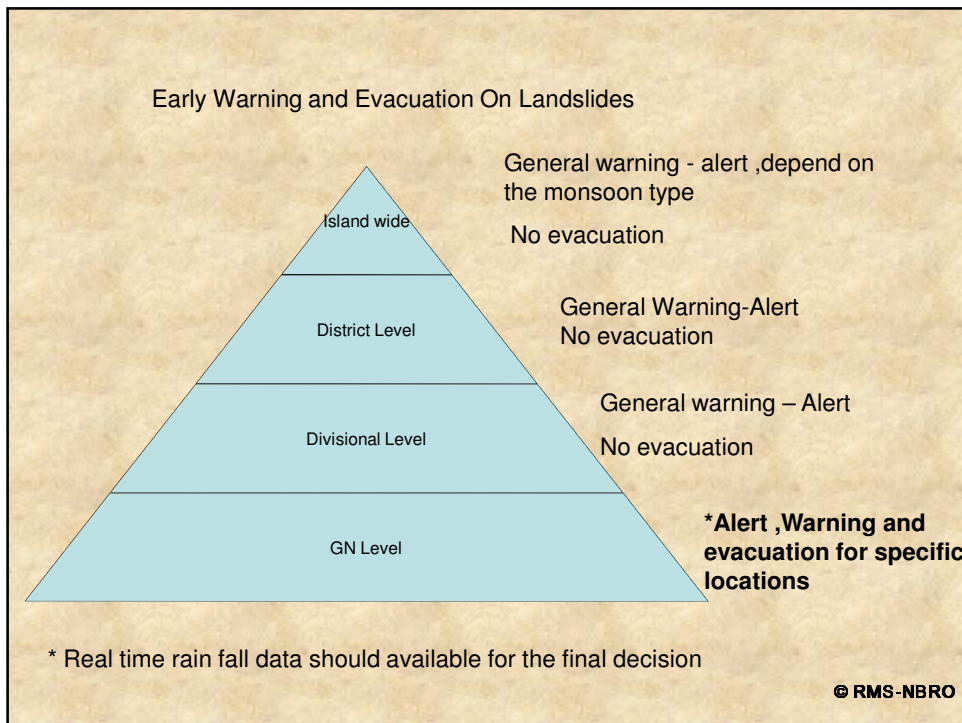 Early Warning and Evacuation On Landslides
General warning - alert ,depend on
the monsoon type
Island wide
No evacuation
General Warning-Alert
District Level
No evacuation
General warning – Alert
Divisional Level
No evacuation
*Alert ,Warning and
evacuation for specific
locations
GN Level
* Real time rain fall data should available for the final decision
© RMS-NBRO